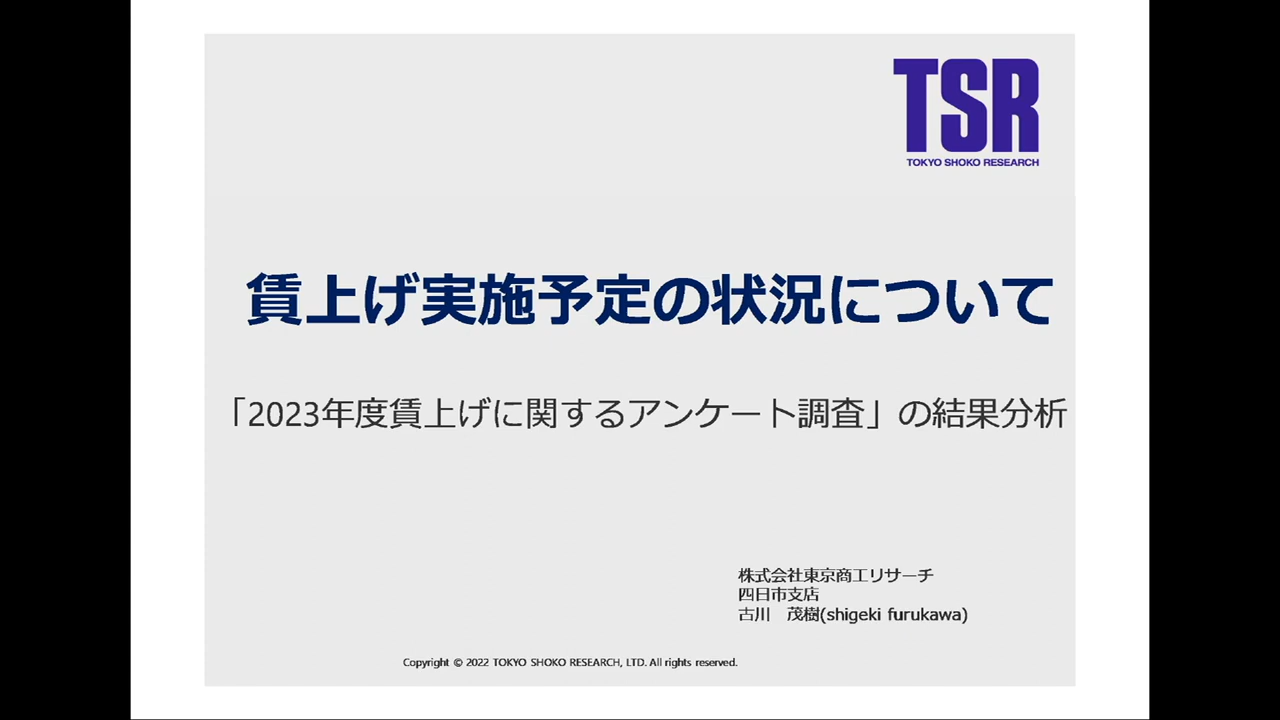 TSR
TOKYO SHOKO RESEARCH
賃上げ実施予定の状況について
「2023年度賃上げに関するアンケート調査」の結果分析
株式会社東京商工リサーチ
四日市支店
古川　茂樹(shigeki furukawa)
Copyright © 2022 TOKYO SHOKO RESEARCH, LTD. All rights reserved.